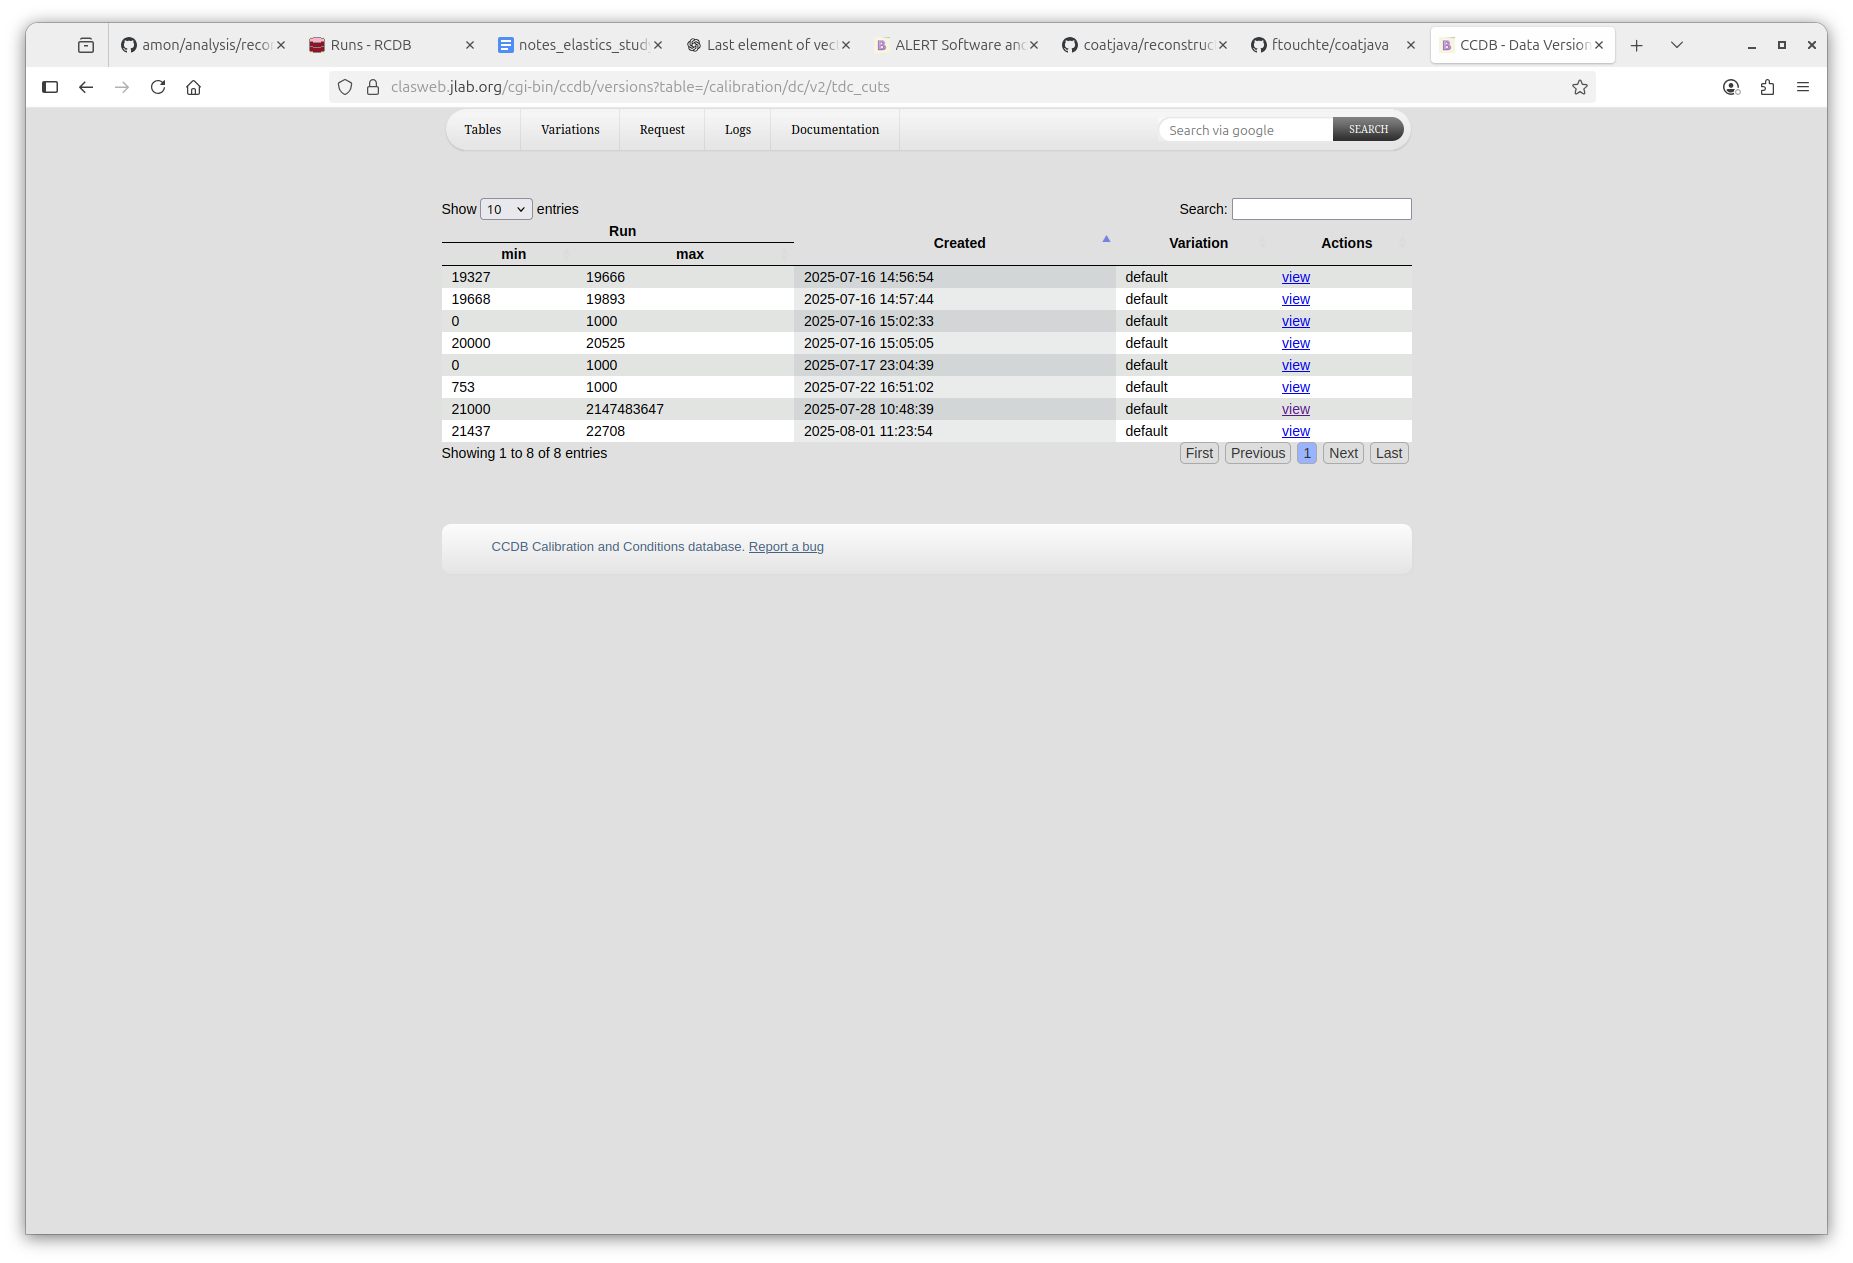 amon/analysis/reco
Runs - RCDB
notes_elastics_stud
Last element of vec
ALERT Software an
coatjava/reconstruc
ftouchte/coatjava
CCDB - Data Version
clasweb.jlab.org/cgi-bin/ccdb/versions?table=/calibration/dc/v2/tdc_cuts
Tables Variations Request Logs Documentation Search via google SEARCH
Show 10 entries Search:
Run Created Variation Actions
min max
19327 19666 2025-07-16 14:56:54 default view
19668 19893 2025-07-16 14:57:44 default view
0 1000 2025-07-16 15:02:33 default view
20000 20525 2025-07-16 15:05:05 default view
0 1000 2025-07-17 23:04:39 default view
753 1000 2025-07-22 16:51:02 default view
21000 2147483647 2025-07-28 10:48:39 default view
21437 22708 2025-08-01 11:23:54 default view
Showing 1 to 8 of 8 entries First Previous 1 Next Last
CCDB Calibration and Conditions database. Report a bug